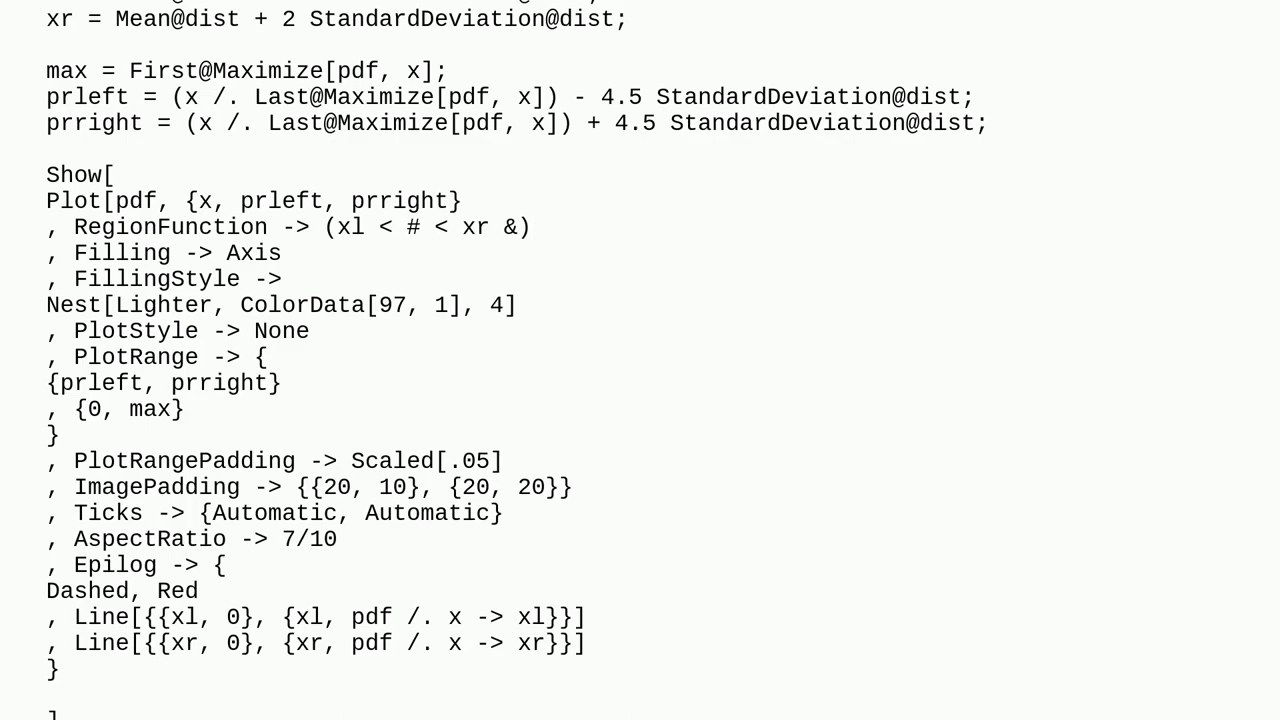 xr = Mean@dist + 2 StandardDeviation@dist;
max = First@Maximize[pdf, x];
prleft = (x /. Last@Maximize[pdf, x]) - 4.5 StandardDeviation@dist;
prright = (x /. Last@Maximize[pdf, x]) + 4.5 StandardDeviation@dist;
Show[
Plot[pdf, {x, prleft, prright}
, RegionFunction -> (xl < # < xr &)
, Filling -> Axis
, FillingStyle ->
Nest[Lighter, ColorData[97, 1], 4]
, PlotStyle -> None
, PlotRange -> {
{prleft, prright}
, {0, max}
}
, PlotRangePadding -> Scaled[.05]
, ImagePadding -> {{20, 10}, {20, 20}}
, Ticks -> {Automatic, Automatic}
, AspectRatio -> 7/10
, Epilog -> {
Dashed, Red
, Line[{{xl, 0}, {xl, pdf /. x -> xl}}]
, Line[{{xr, 0}, {xr, pdf /. x -> xr}}]
}
]